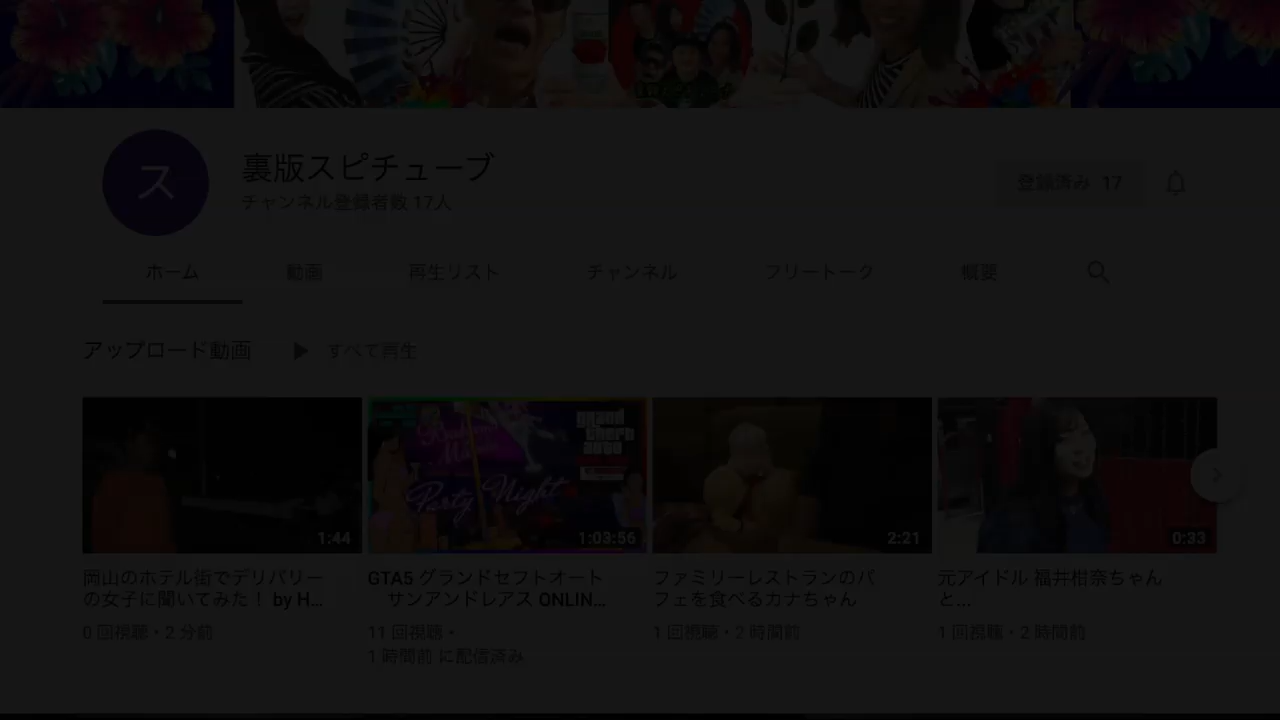 ス
裏版スピチューブ
チャンネル登録者数 17人
登録済み 17
ホーム 動画 再生リスト チャンネル フリートーク 概要
アップロード動画 すべて再生
1:44
Party Night
grand theft auto
1:03:56
2:21
0:33
岡山のホテル街でデリバリー
の女子に聞いてみた！ by H...
0 回視聴・2 分前
GTA5 グランドセフトオート
サンアンドレアス ONLIN...
11 回視聴・
1 時間前 に配信済み
ファミリーレストランのパ
フェを食べるカナちゃん
1 回視聴・2 時間前
元アイドル 福井柑奈ちゃん
と...
1 回視聴・2 時間前